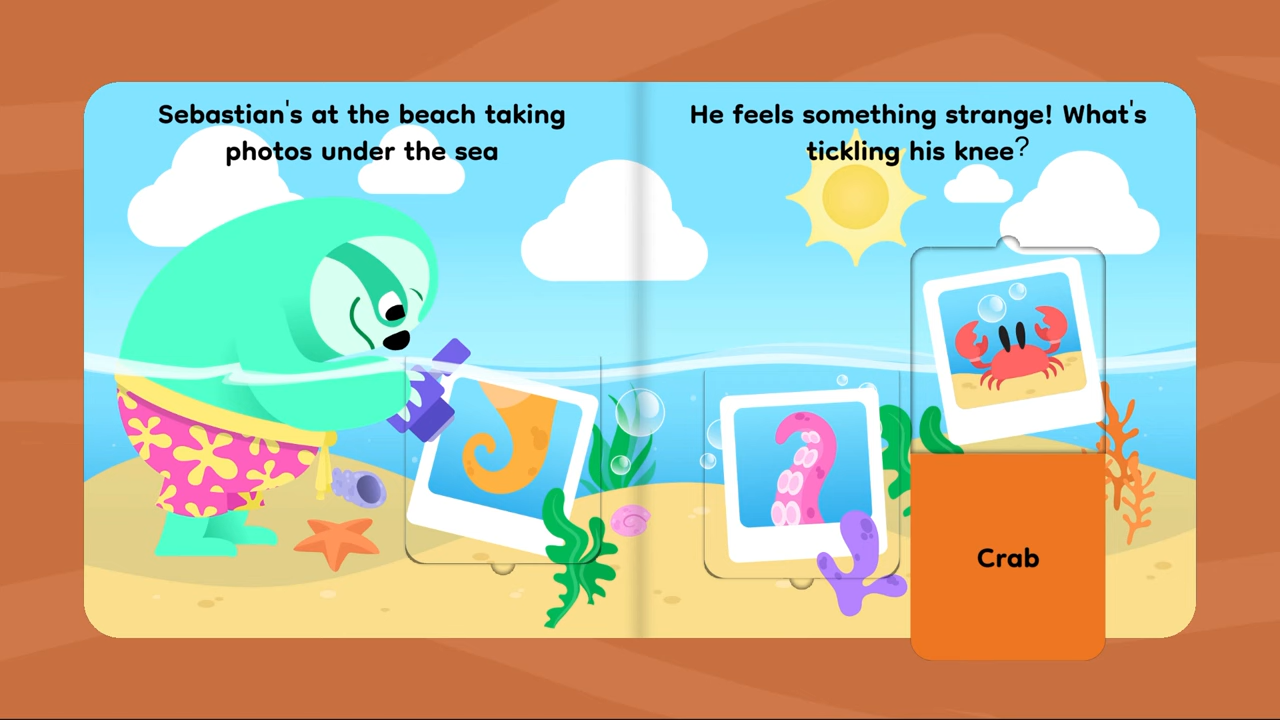 Sebastian's at the beach taking
photos under the sea
He feels something strange! What's
tickling his knee?
Crab